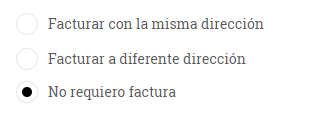 Facturar con la misma dirección
Facturar a diferente dirección
No requiero factura